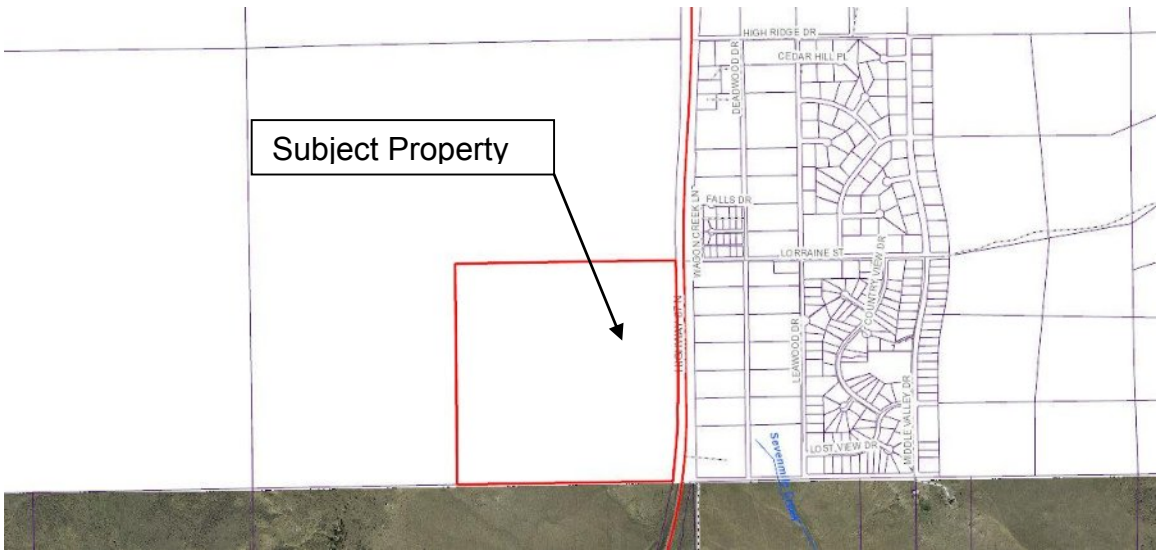 HIGH RIDGE DR
CEDAR HILL PL
DEADWOOD DR
Subject Property
WAGON CREEK LN
FALLS DR
LORRAINE ST
COUNTRY VIEW DR
HIGHWAY 87 N
LEAWOOD DR
MIDDLE VALLEY DR
LOST VIEW DR
Sevenmile Creek